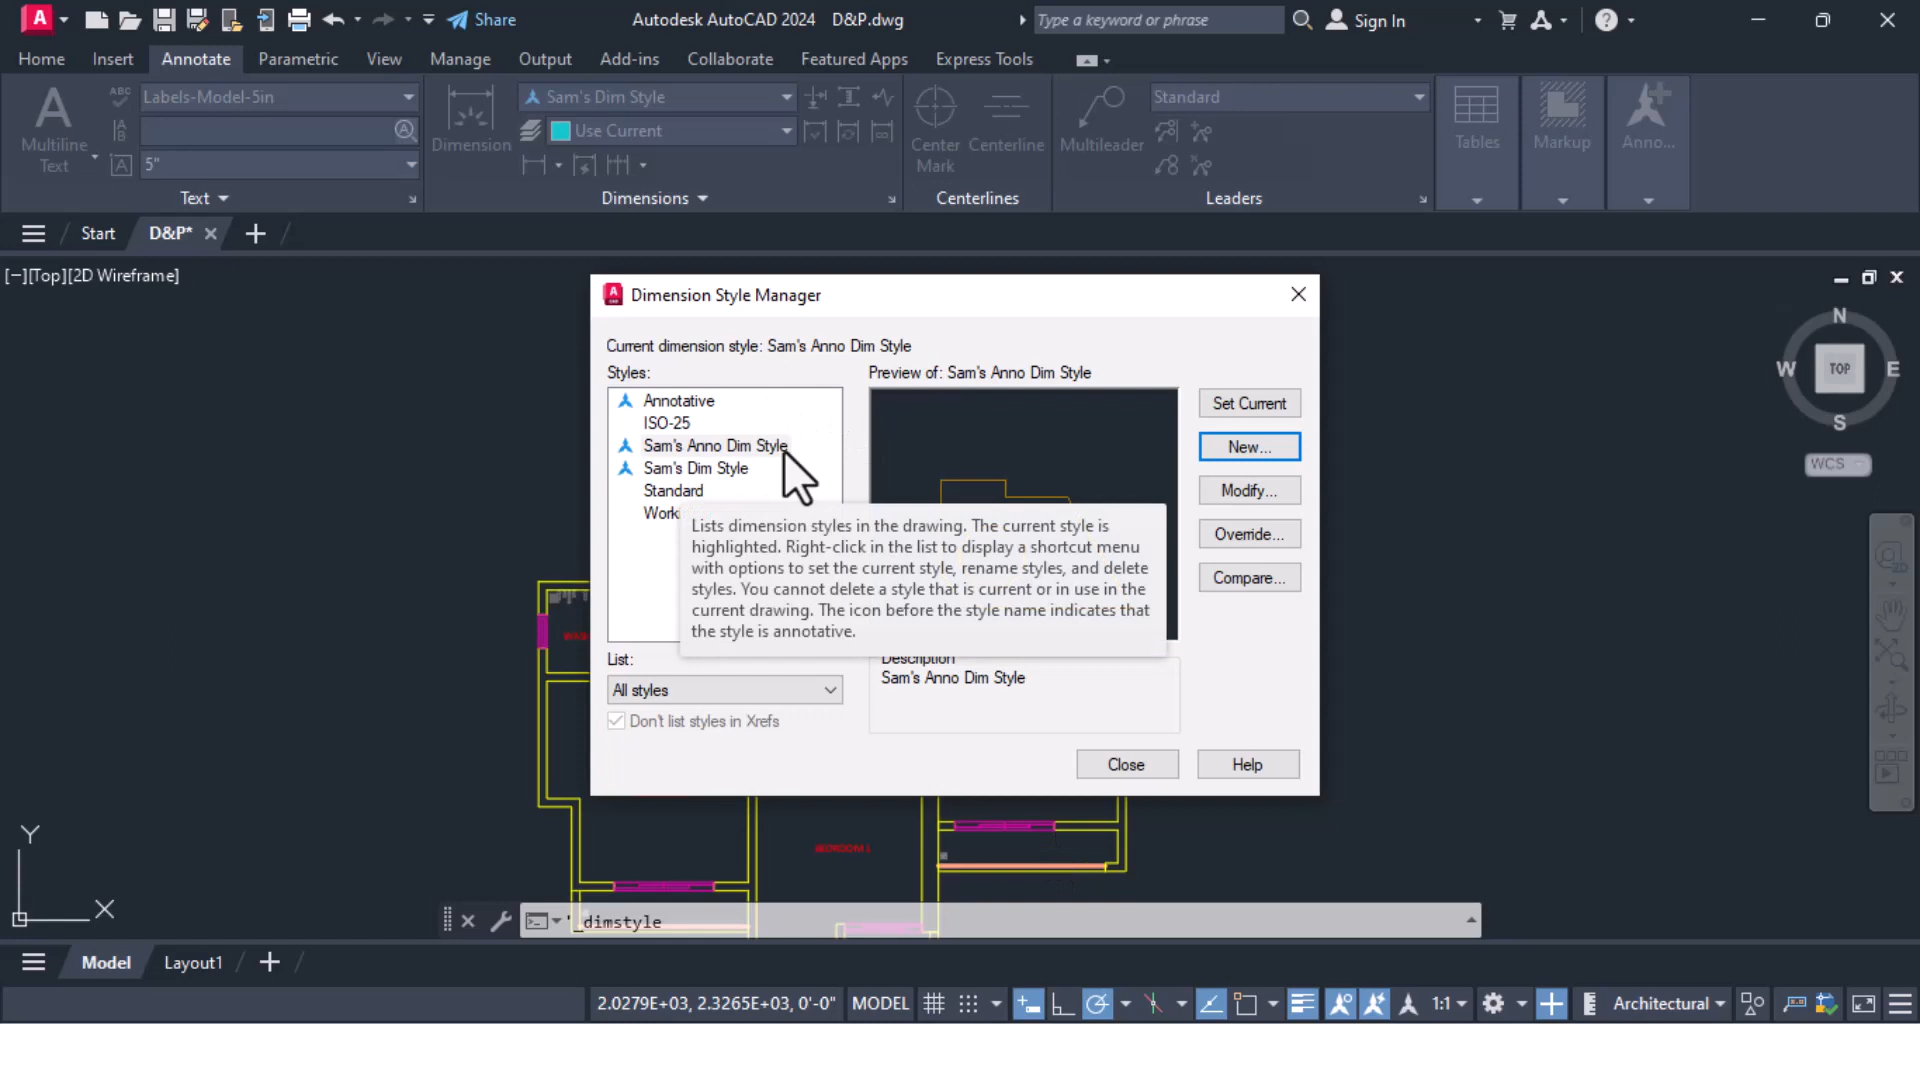 Share
Autodesk AutoCAD 2024 D&P.dwg
Type a keyword or phrase
Sign In
Home Insert Annotate Parametric View Manage Output Add-ins Collaborate Featured Apps Express Tools
Multiline Text
ABC
Labels-Model-5in
5"
Text
Dimension
Sam's Dim Style
Use Current
Dimensions
Center Mark
Centerline
Centerlines
Multileader
Standard
Leaders
Tables
Markup
Anno...
Start
D&P*
[−][Top][2D Wireframe]
Dimension Style Manager
Current dimension style: Sam's Anno Dim Style
Styles:
Annotative
ISO-25
Sam's Anno Dim Style
Sam's Dim Style
Standard
Work
Preview of: Sam's Anno Dim Style
Set Current
New...
Modify...
Override...
Compare...
Lists dimension styles in the drawing. The current style is
highlighted. Right-click in the list to display a shortcut menu
with options to set the current style, rename styles, and delete
styles. You cannot delete a style that is current or in use in the
current drawing. The icon before the style name indicates that
the style is annotative.
List:
All styles
Don't list styles in Xrefs
Description
Sam's Anno Dim Style
Close
Help
N
W
TOP
E
S
WCS
BEDROOM 1
Y
X
'_dimstyle
Model
Layout1
2.0279E+03, 2.3265E+03, 0'-0"
MODEL
1:1
Architectural